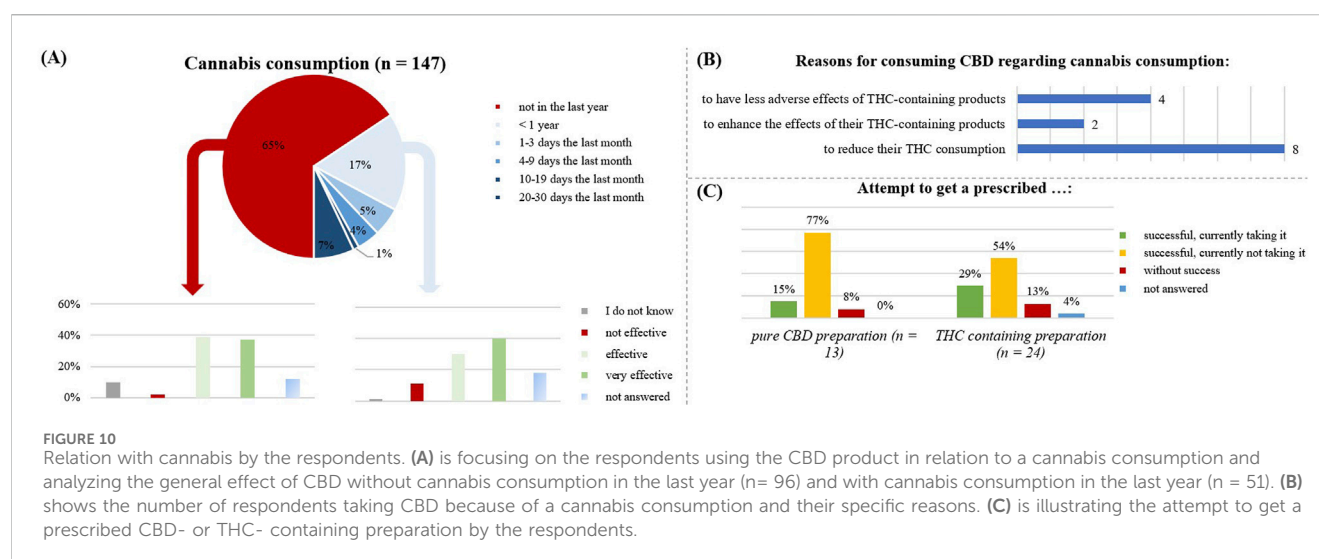 (A)
Cannabis consumption (n = 147)
65%
17%
5%
4%
1%
7%
not in the last year
< 1 year
1-3 days the last month
4-9 days the last month
10-19 days the last month
20-30 days the last month
60%
40%
20%
0%
I do not know
not effective
effective
very effective
not answered
(B)
Reasons for consuming CBD regarding cannabis consumption:
to have less adverse effects of THC-containing products
4
to enhance the effects of their THC-containing products
2
to reduce their THC consumption
8
(C)
Attempt to get a prescribed …:
15%
77%
8%
0%
29%
54%
13%
4%
pure CBD preparation (n =
13)
THC containing preparation
(n = 24)
successful, currently taking it
successful, currently not taking it
without success
not answered
FIGURE 10
Relation with cannabis by the respondents. (A) is focusing on the respondents using the CBD product in relation to a cannabis consumption and
analyzing the general effect of CBD without cannabis consumption in the last year (n= 96) and with cannabis consumption in the last year (n = 51). (B)
shows the number of respondents taking CBD because of a cannabis consumption and their specific reasons. (C) is illustrating the attempt to get a
prescribed CBD- or THC- containing preparation by the respondents.